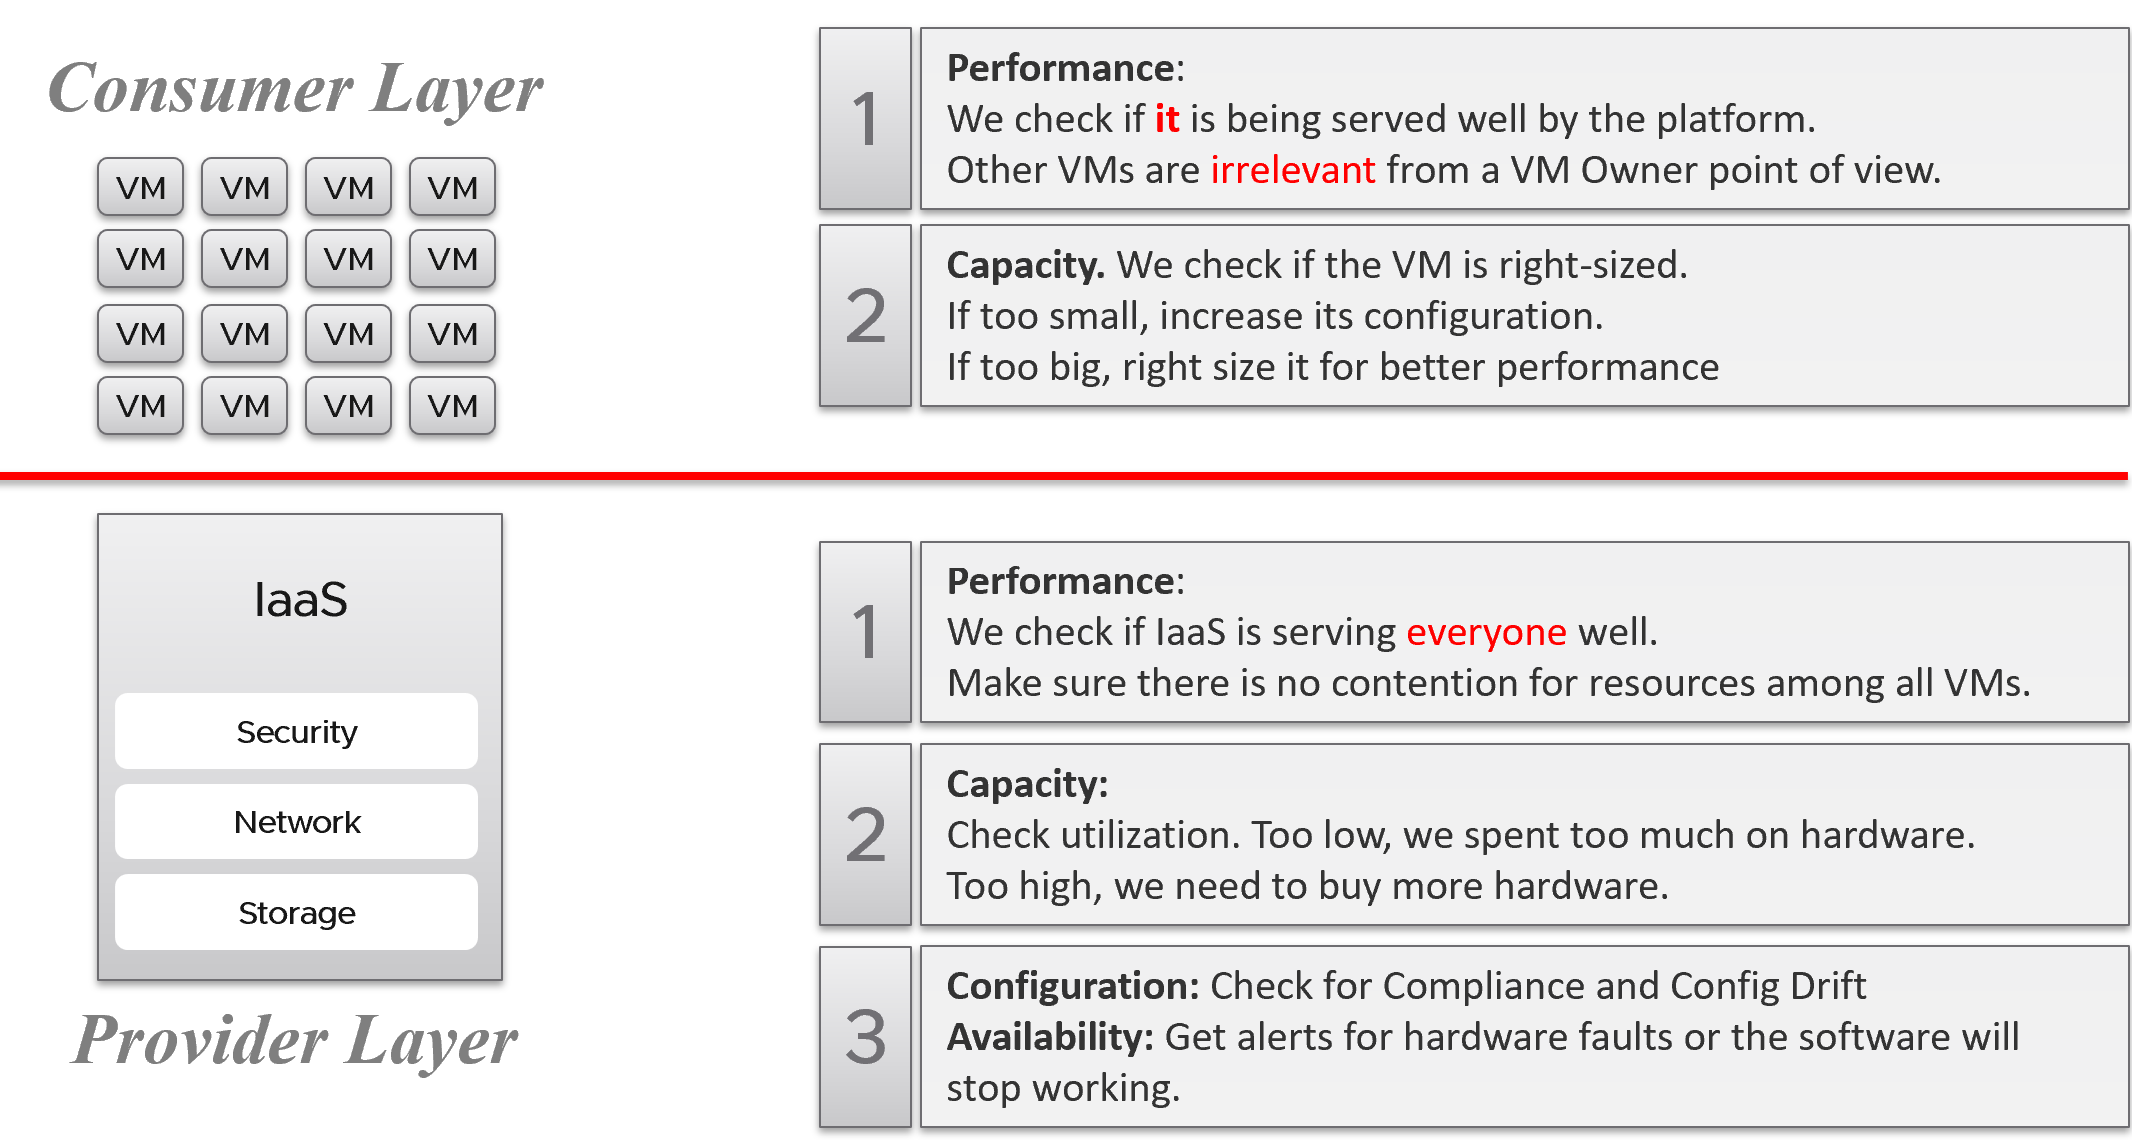 Consumer Layer
VM VM VM VM
VM VM VM VM
VM VM VM VM
VM VM VM VM
1
Performance:
We check if it is being served well by the platform.
Other VMs are irrelevant from a VM Owner point of view.
2
Capacity. We check if the VM is right-sized.
If too small, increase its configuration.
If too big, right size it for better performance
IaaS
Security
Network
Storage
Provider Layer
1
Performance:
We check if IaaS is serving everyone well.
Make sure there is no contention for resources among all VMs.
2
Capacity:
Check utilization. Too low, we spent too much on hardware.
Too high, we need to buy more hardware.
3
Configuration: Check for Compliance and Config Drift
Availability: Get alerts for hardware faults or the software will
stop working.